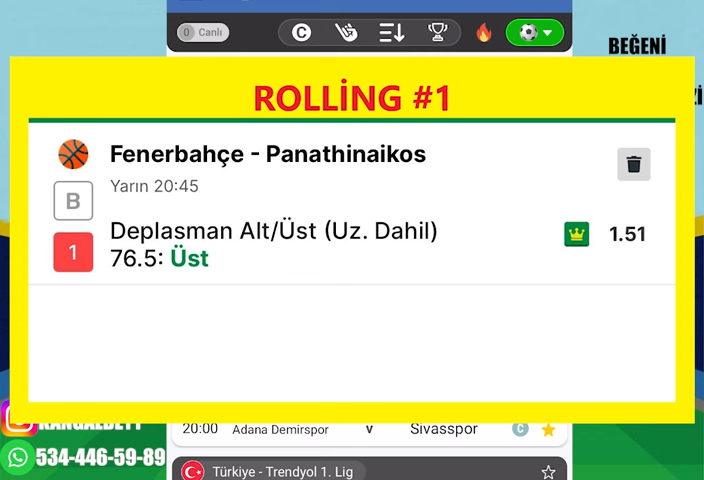 0 Canlı
C
BEĞENİ
Zİ
ROLLİNG #1
Fenerbahçe - Panathinaikos
B
Yarın 20:45
1
Deplasman Alt/Üst (Uz. Dahil)
76.5: Üst
1.51
20:00 Adana Demirspor v Sivasspor C
534-446-59-89
Türkiye - Trendyol 1. Lig